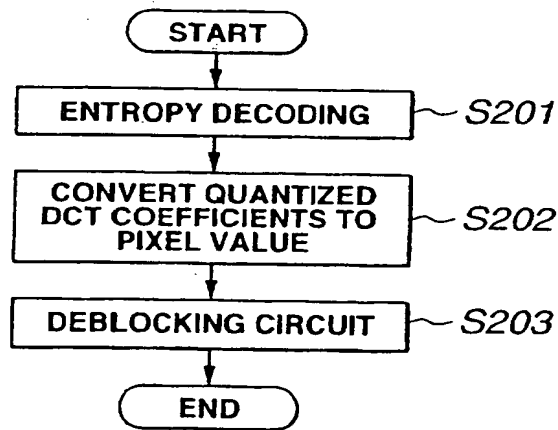 START
ENTROPY DECODING
S201
CONVERT QUANTIZED
DCT COEFFICIENTS TO
PIXEL VALUE
S202
DEBLOCKING CIRCUIT
S203
END